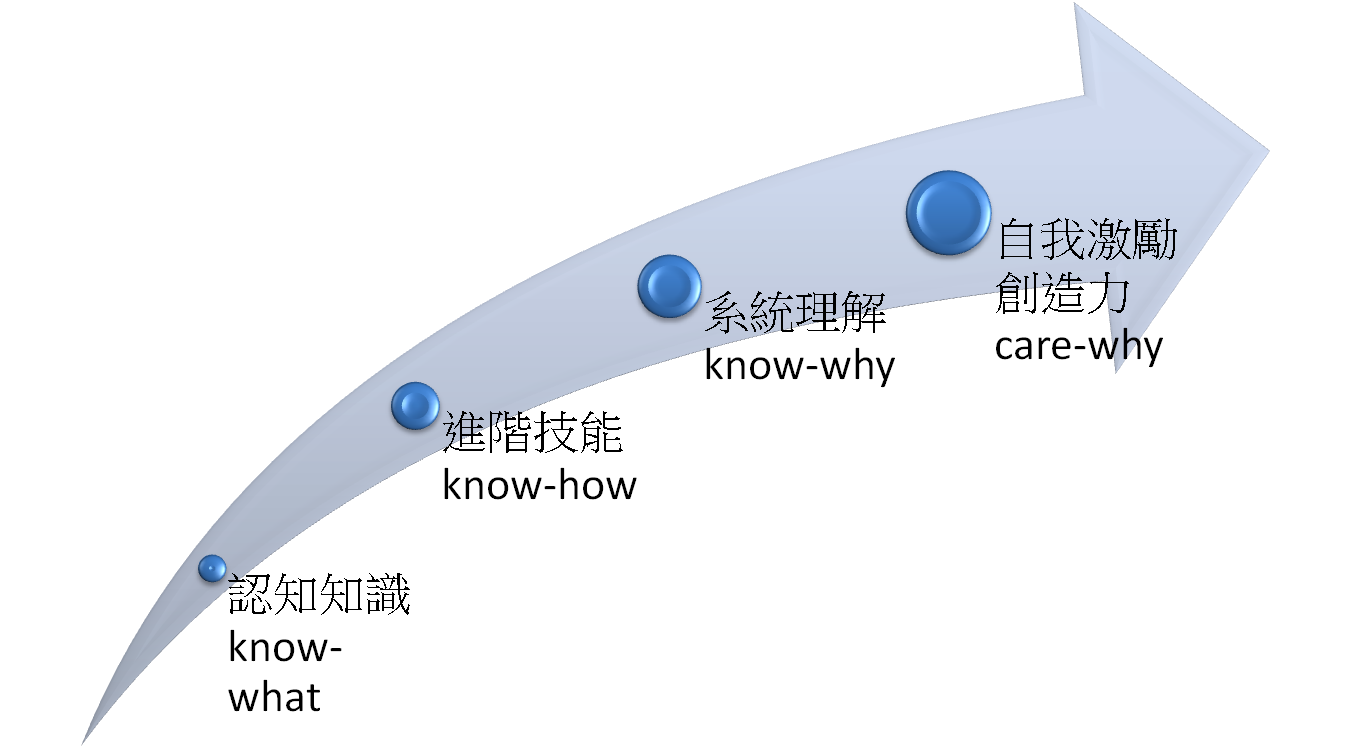 認知知識
know-
what
進階技能
know-how
系統理解
know-why
自我激勵
創造力
care-why